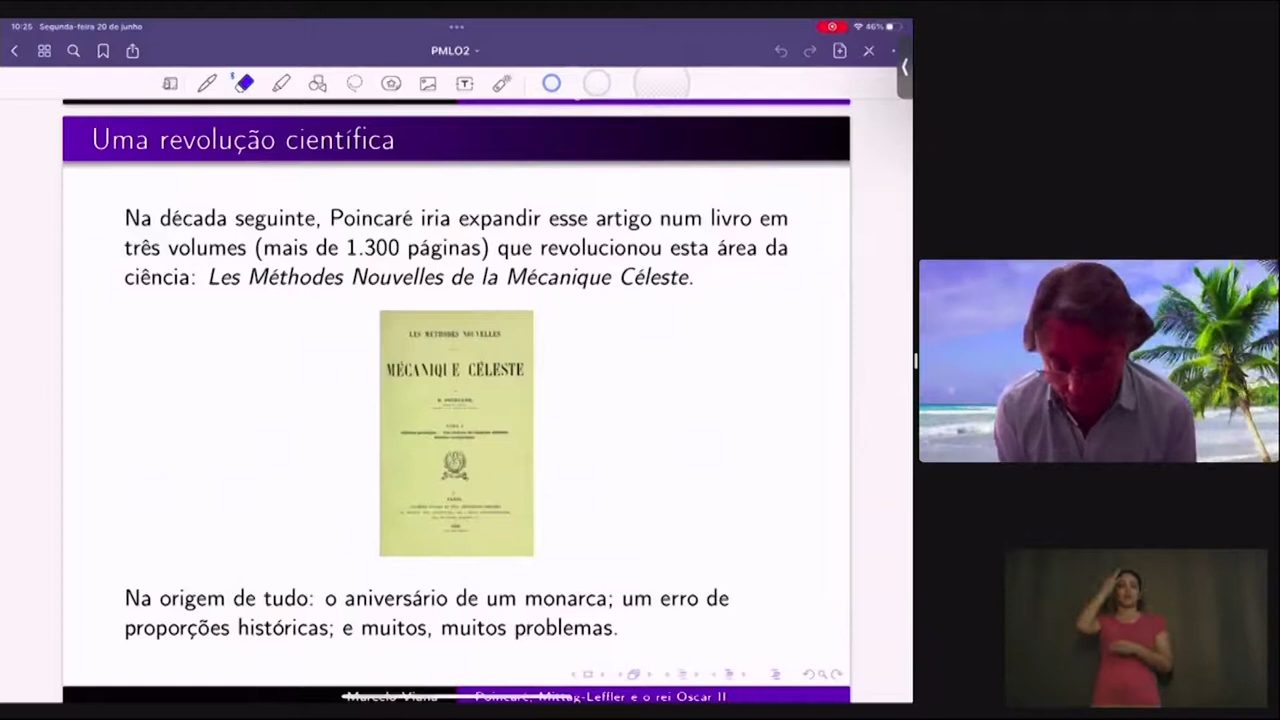 10:25 Segunda-feira 20 de junho
46%
PMLO2
Uma revolução científica
Na década seguinte, Poincaré iria expandir esse artigo num livro em
três volumes (mais de 1.300 páginas) que revolucionou esta área da
ciência: Les Méthodes Nouvelles de la Mécanique Céleste.
LES MÉTHODES NOUVELLES
MÉCANIQUE CÉLESTE
Na origem de tudo: o aniversário de um monarca; um erro de
proporções históricas; e muitos, muitos problemas.
Marcelo Viana Poincaré, Mittag-Leffler e o rei Oscar II